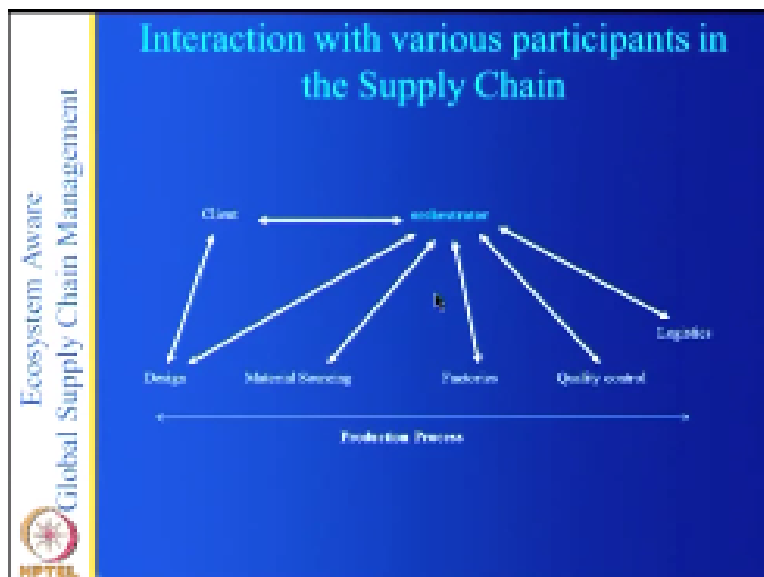 Interaction with various participants in
the Supply Chain
Ecosystem Aware
Global Supply Chain Management
Client
orchestrator
Logistics
Design
Material Sourcing
Factories
Quality control
Production Process
NPTEL